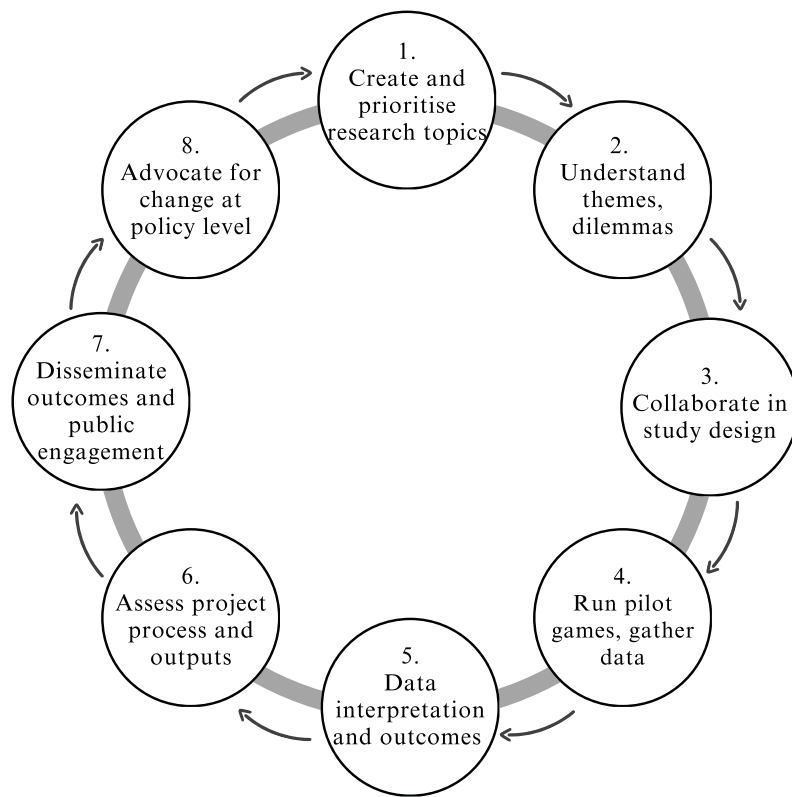 1.
Create and
prioritise
research topics
2.
Understand
themes,
dilemmas
3.
Collaborate in
study design
4.
Run pilot
games, gather
data
5.
Data
interpretation
and outcomes
6.
Assess project
process and
outputs
7.
Disseminate
outcomes and
public
engagement
8.
Advocate for
change at
policy level